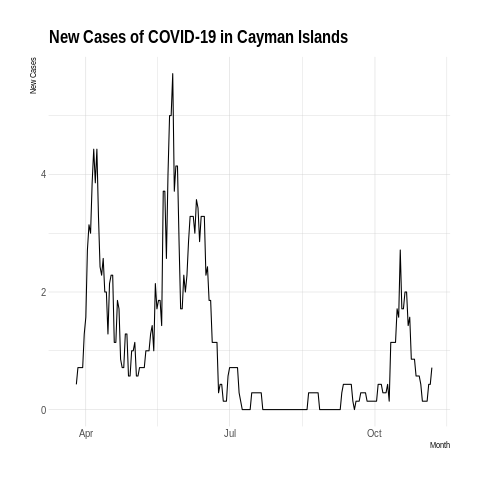 New Cases of COVID-19 in Cayman Islands
New Cases
4
2
0
Apr
Jul
Oct
Month